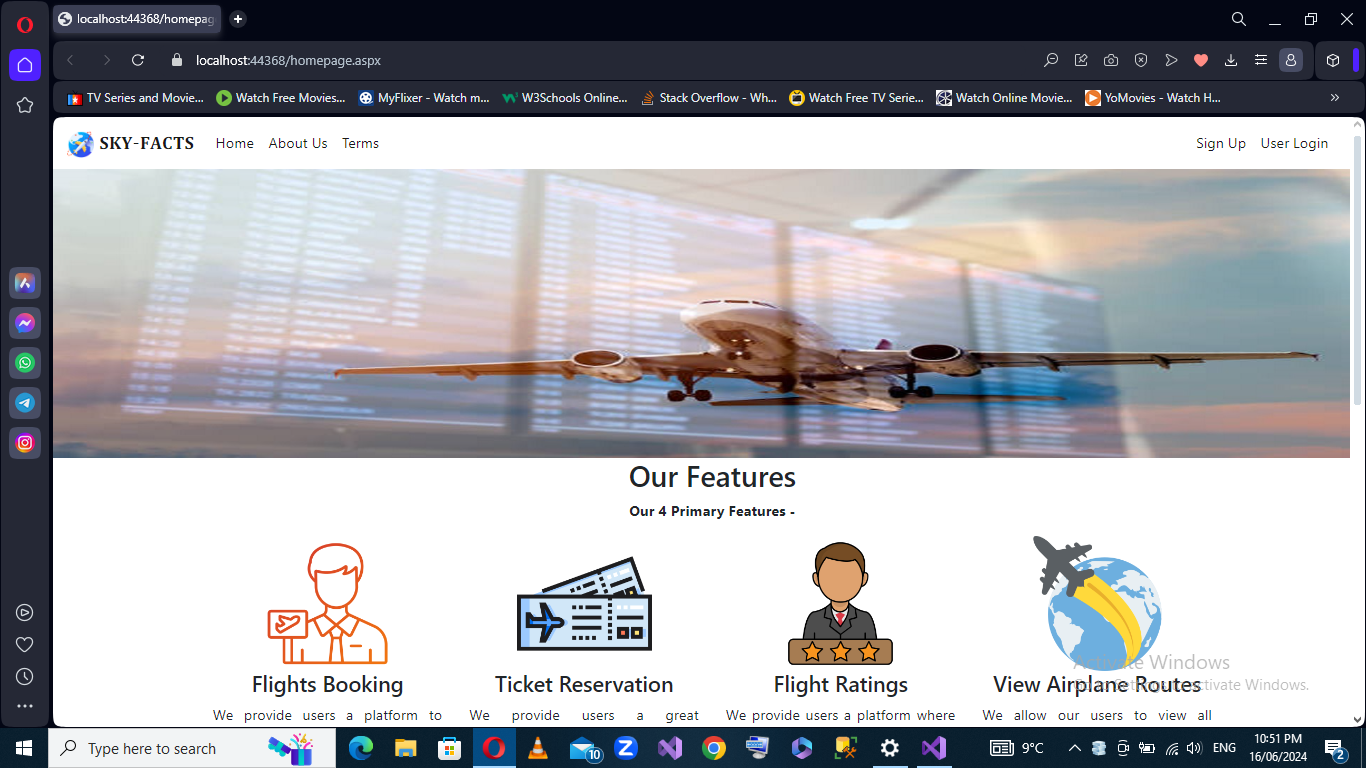 localhost:44368/homepag
localhost:44368/homepage.aspx
TV Series and Movie...
Watch Free Movies...
MyFlixer - Watch m...
W3Schools Online...
Stack Overflow - Wh...
Watch Free TV Serie...
Watch Online Movie...
YoMovies - Watch H...
SKY-FACTS
Home
About Us
Terms
Sign Up
User Login
Our Features
Our 4 Primary Features -
Flights Booking
Ticket Reservation
Flight Ratings
View Airplane Routes
Activate Windows
Go to Settings to activate Windows.
We provide users a platform to
We provide users a great
We provide users a platform where
We allow our users to view all
Type here to search
10
9°C
ENG
10:51 PM
16/06/2024
2